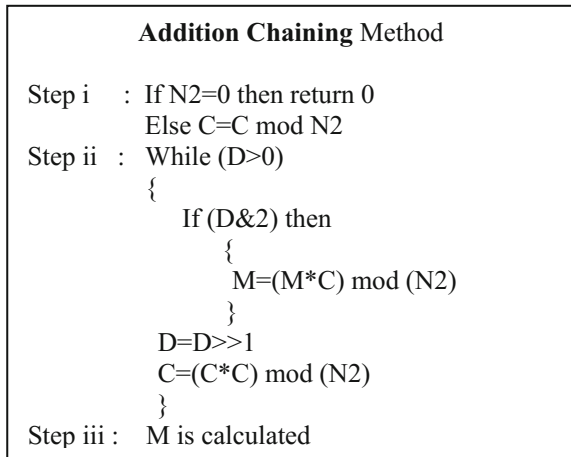 Addition Chaining Method
Step i : If N2=0 then return 0
Else C=C mod N2
Step ii : While (D>0)
{
If (D&2) then
{
M=(M*C) mod (N2)
}
D=D>>1
C=(C*C) mod (N2)
}
Step iii : M is calculated